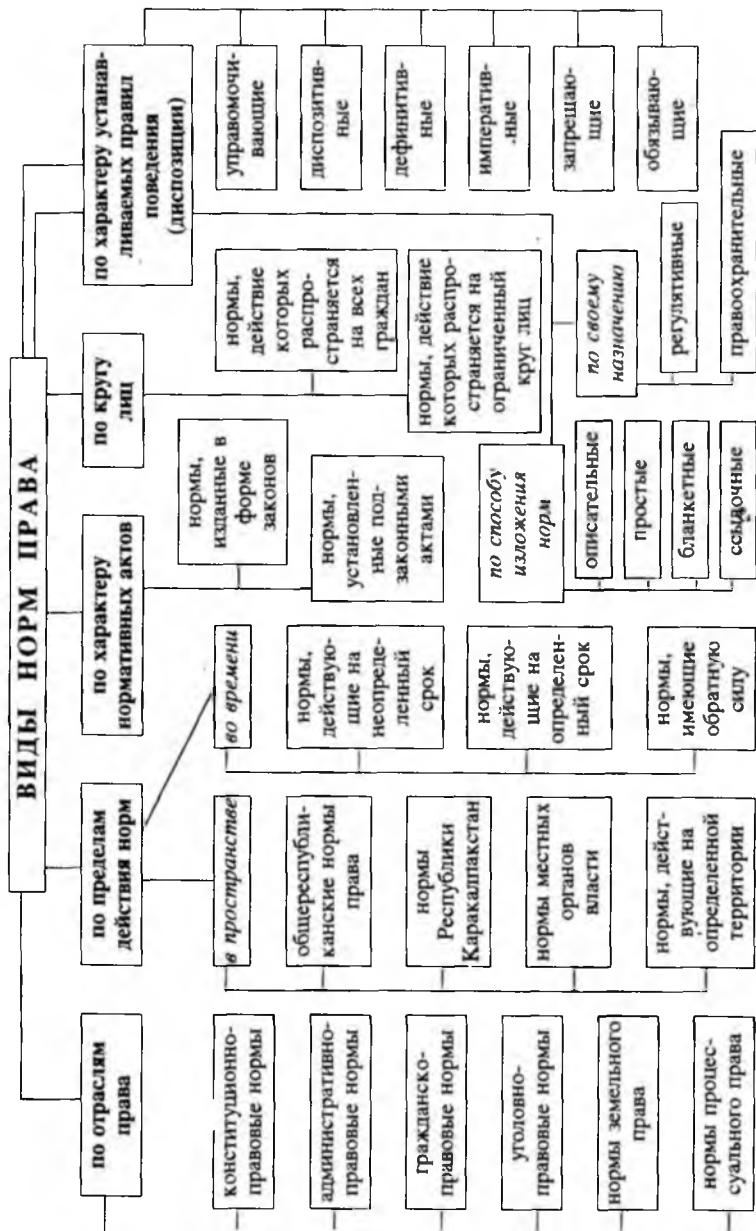 ВИДЫ НОРМ ПРАВА
по отраслям
права
конституционно-
правовые нормы
административно-
правовые нормы
гражданско-
правовые нормы
уголовно-
правовые нормы
нормы земельного
права
нормы процес-
суального права
по пределам
действия норм
в пространстве
общереспубли-
канские нормы
права
нормы
Республики
Каракалпакстан
нормы местных
органов
власти
нормы, дейст-
вующие на
определенной
территории
во времени
нормы,
действую-
щие на
неопреде-
ленный
срок
нормы,
действую-
щие на
определен-
ный срок
нормы,
имеющие
обратную
силу
по характеру
нормативных актов
нормы,
изданные в
форме
законов
нормы,
установлен-
ные под-
законными
актами
по кругу
лиц
нормы,
действие
которых
распро-
страняется
на всех
граждан
нормы, действие
которых распро-
страняется на
ограниченный
круг лиц
по способу
изложения
норм
описательные
простые
бланкетные
ссылочные
по своему
назначению
регулятивные
правоохранительные
по характеру устанав-
ливаемых правил
поведения
(диспозиции)
управомочи-
вающие
диспозитив-
ные
дефинитив-
ные
императив-
ные
запрещаю-
щие
обязываю-
щие